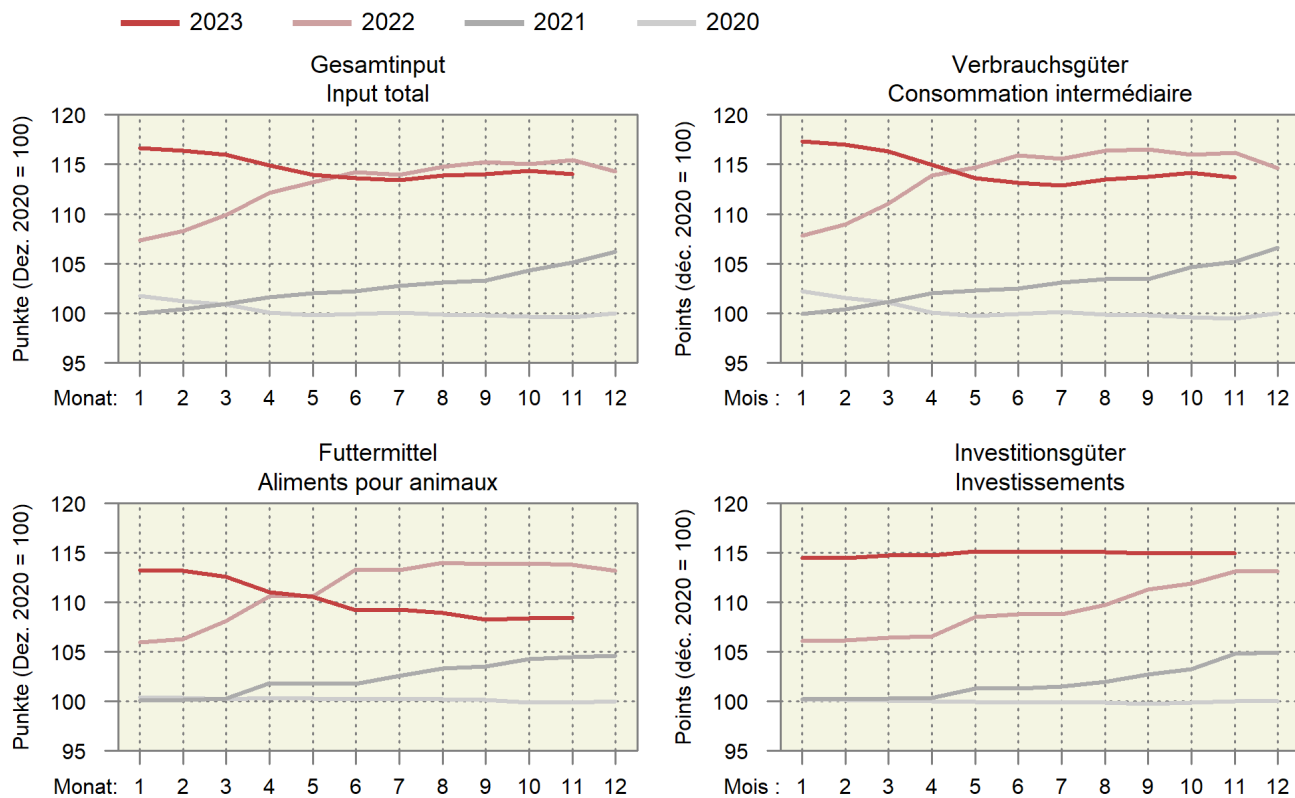 2023 2022 2021 2020
Gesamtinput
Input total
Punkte (Dez. 2020 = 100)
120
115
110
105
100
95
Monat: 1 2 3 4 5 6 7 8 9 10 11 12
Verbrauchsgüter
Consommation intermédiaire
Points (déc. 2020 = 100)
120
115
110
105
100
95
Mois : 1 2 3 4 5 6 7 8 9 10 11 12
Futtermittel
Aliments pour animaux
Punkte (Dez. 2020 = 100)
120
115
110
105
100
95
Monat: 1 2 3 4 5 6 7 8 9 10 11 12
Investitionsgüter
Investissements
Points (déc. 2020 = 100)
120
115
110
105
100
95
Mois : 1 2 3 4 5 6 7 8 9 10 11 12